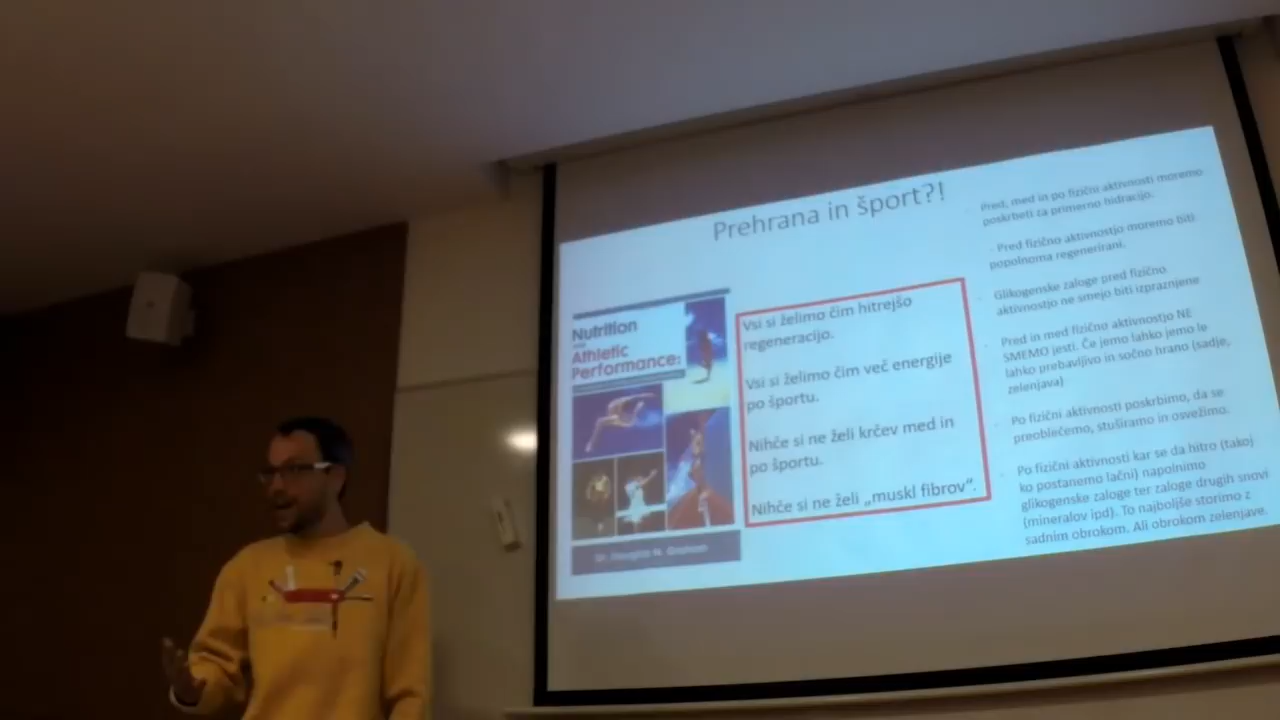 Prehrana in šport?!
Nutrition
and
Athletic
Performance:
Dr. Douglas N. Graham
Vsi si želimo čim hitrejšo
regeneracijo.
Vsi si želimo čim več energije
po športu.
Nihče si ne želi krčev med in
po športu.
Nihče si ne želi „muskl fibrov“.
Pred, med in po fizični aktivnosti moremo
poskrbeti za primerno hidracijo.
- Pred fizično aktivnostjo moremo biti
popolnoma regenerirani.
Glikogenske zaloge pred fizično
aktivnostjo ne smejo biti izpraznjene
Pred in med fizično aktivnostjo NE
SMEMO jesti. Če jemo lahko jemo le
lahko prebavljivo in sočno hrano (sadje,
zelenjava)
Po fizični aktivnosti poskrbimo, da se
preoblečemo, stuširamo in osvežimo.
Po fizični aktivnosti kar se da hitro (takoj
ko postanemo lačni) napolnimo
glikogenske zaloge ter zaloge drugih snovi
(mineralov ipd). To najboljše storimo z
sadnim obrokom. Ali obrokom zelenjave.